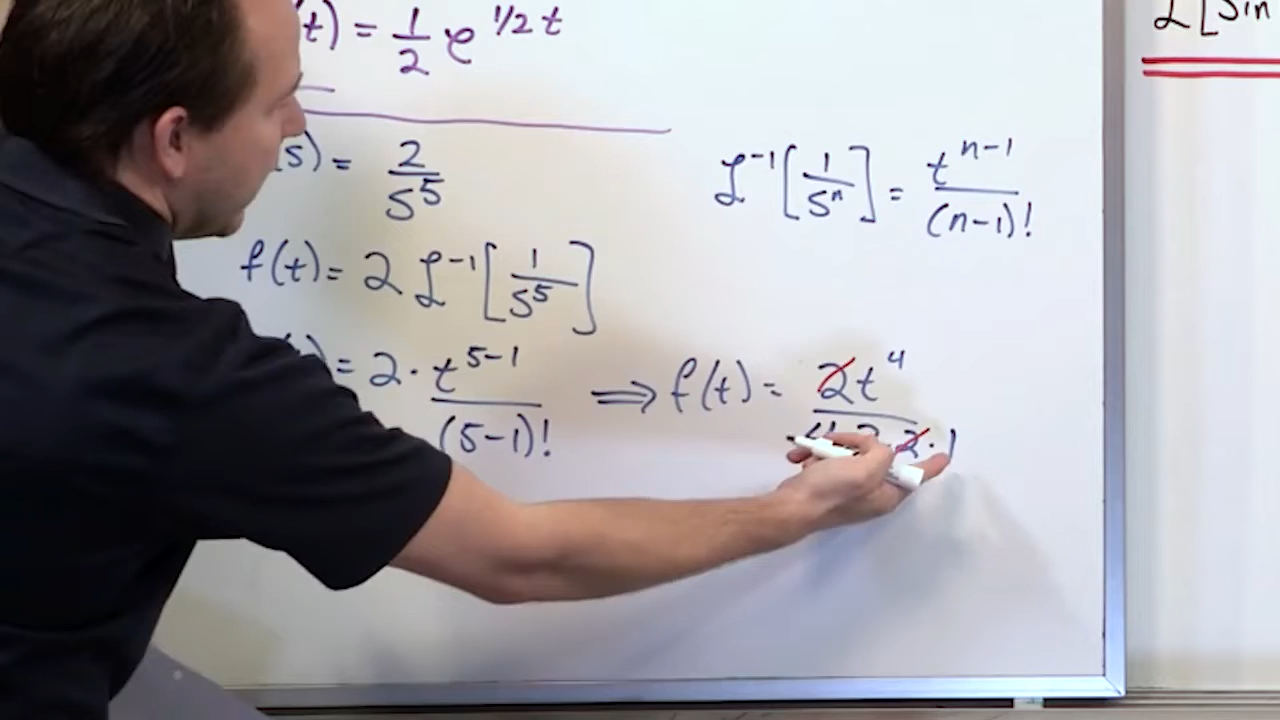 t) = 1/2 e^{1/2 t}
ℒ[Sin
s) = 2/S^5
ℒ^{-1}[1/S^n] = t^{n-1}/(n-1)!
f(t) = 2 ℒ^{-1}[1/S^5]
= 2 · t^{5-1}/(5-1)! ⟹ f(t) = 2t^4/4·3·2·1